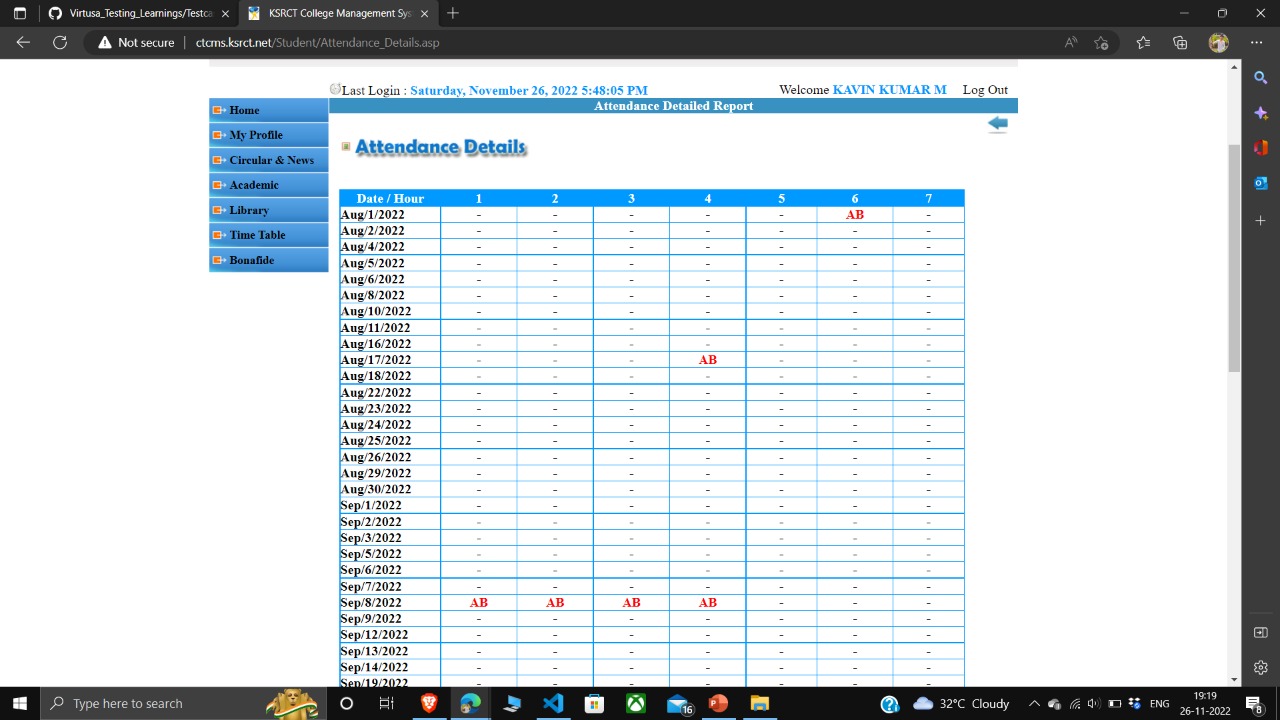 Virtusa_Testing_Learnings/Testca
KSRCT College Management Sys
Not secure | ctcms.ksrct.net/Student/Attendance_Details.asp
Last Login : Saturday, November 26, 2022 5:48:05 PM Welcome KAVIN KUMAR M Log Out
Attendance Detailed Report
Home
My Profile
Circular & News
Academic
Library
Time Table
Bonafide
Attendance Details
Date / Hour 1 2 3 4 5 6 7
Aug/1/2022 - - - - - AB -
Aug/2/2022 - - - - - - -
Aug/4/2022 - - - - - - -
Aug/5/2022 - - - - - - -
Aug/6/2022 - - - - - - -
Aug/8/2022 - - - - - - -
Aug/10/2022 - - - - - - -
Aug/11/2022 - - - - - - -
Aug/16/2022 - - - - - - -
Aug/17/2022 - - - AB - - -
Aug/18/2022 - - - - - - -
Aug/22/2022 - - - - - - -
Aug/23/2022 - - - - - - -
Aug/24/2022 - - - - - - -
Aug/25/2022 - - - - - - -
Aug/26/2022 - - - - - - -
Aug/29/2022 - - - - - - -
Aug/30/2022 - - - - - - -
Sep/1/2022 - - - - - - -
Sep/2/2022 - - - - - - -
Sep/3/2022 - - - - - - -
Sep/5/2022 - - - - - - -
Sep/6/2022 - - - - - - -
Sep/7/2022 - - - - - - -
Sep/8/2022 AB AB AB AB - - -
Sep/9/2022 - - - - - - -
Sep/12/2022 - - - - - - -
Sep/13/2022 - - - - - - -
Sep/14/2022 - - - - - - -
Sep/19/2022 - - - - - - -
Type here to search
16
32°C Cloudy
ENG
19:19
26-11-2022
8